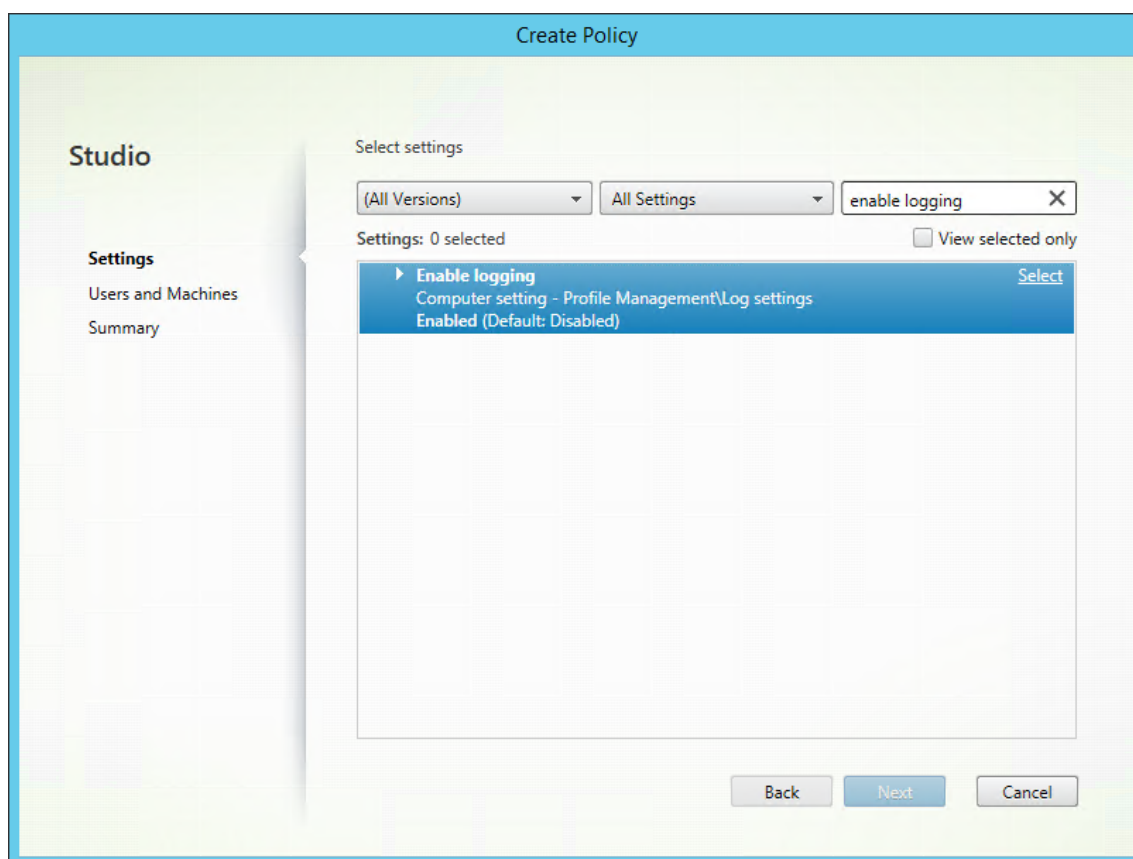 Create Policy
Studio
Settings
Users and Machines
Summary
Select settings
(All Versions)
All Settings
enable logging
Settings: 0 selected
View selected only
Enable logging
Select
Computer setting - Profile Management\Log settings
Enabled (Default: Disabled)
Back
Next
Cancel